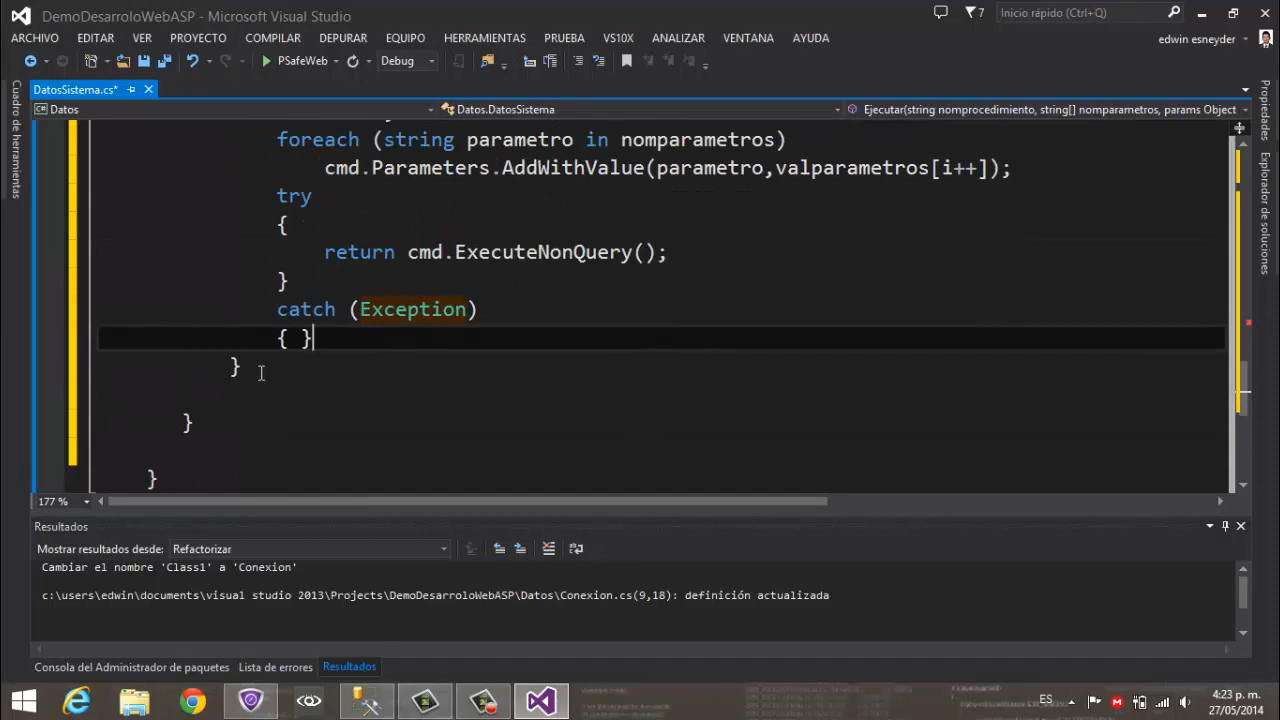 DemoDesarroloWebASP - Microsoft Visual Studio
7
Inicio rápido (Ctrl+Q)
ARCHIVO EDITAR VER PROYECTO COMPILAR DEPURAR EQUIPO HERRAMIENTAS PRUEBA VS10X ANALIZAR VENTANA AYUDA
edwin esneyder
PSafeWeb Debug
DatosSistema.cs*
Datos Datos.DatosSistema Ejecutar(string nomprocedimiento, string[] nomparametros, params Object
Cuadro de herramientas
Propiedades
Explorador de soluciones
foreach (string parametro in nomparametros)
cmd.Parameters.AddWithValue(parametro,valparametros[i++]);
try
{
return cmd.ExecuteNonQuery();
}
catch (Exception)
{ }
}
}
}
177 %
Resultados
Mostrar resultados desde: Refactorizar
Cambiar el nombre 'Class1' a 'Conexion'
c:\users\edwin\documents\visual studio 2013\Projects\DemoDesarroloWebASP\Datos\Conexion.cs(9,18): definición actualizada
Consola del Administrador de paquetes Lista de errores Resultados
ES
4:23 p.m.
27/05/2014